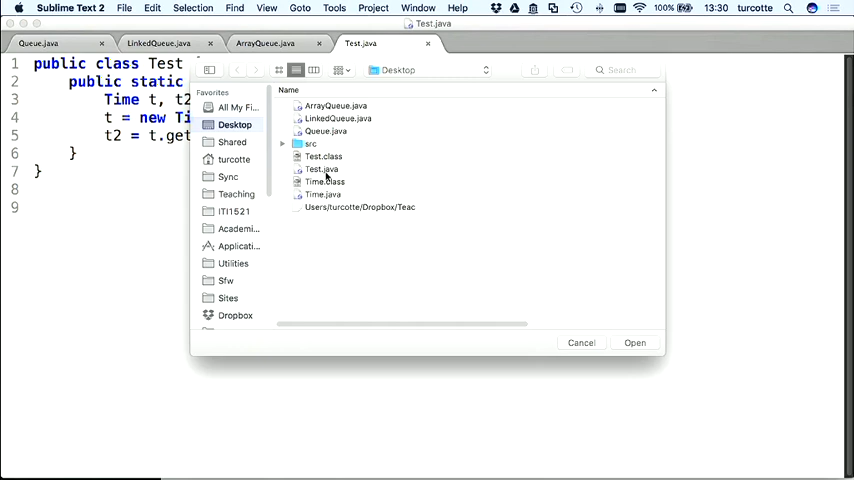 Sublime Text 2 File Edit Selection Find View Goto Tools Project Window Help 100% 13:30 turcotte
Test.java
Queue.java × LinkedQueue.java × ArrayQueue.java × Test.java ×
1 public class Test
2 public static
3 Time t, t2
4 t = new Ti
5 t2 = t.get
6 }
7 }
8
9
Desktop
Search
Name
Favorites
All My Fi...
Desktop
Shared
turcotte
Sync
Teaching
ITI1521
Academi...
Applicati...
Utilities
Sfw
Sites
Dropbox
ArrayQueue.java
LinkedQueue.java
Queue.java
src
Test.class
Test.java
Time.class
Time.java
Users/turcotte/Dropbox/Teac
Cancel Open